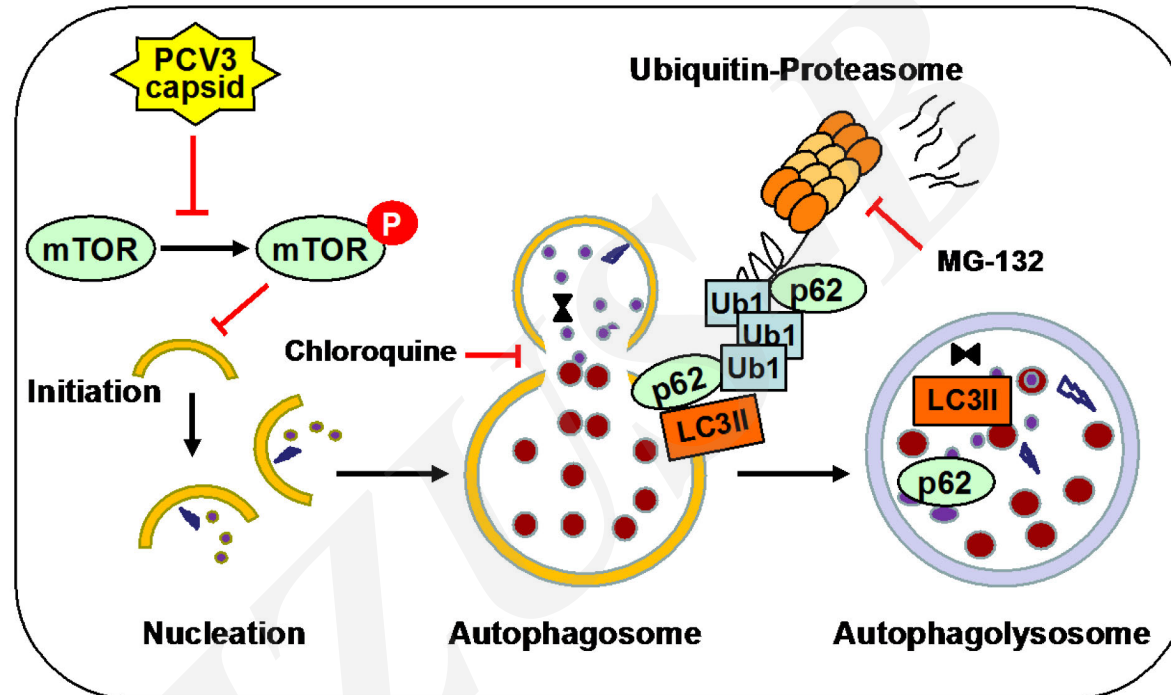 PCV3
capsid
Ubiquitin-Proteasome
mTOR
mTOR
P
MG-132
Ub1
p62
Ub1
Chloroquine
Ub1
p62
LC3II
Initiation
LC3II
p62
Nucleation
Autophagosome
Autophagolysosome